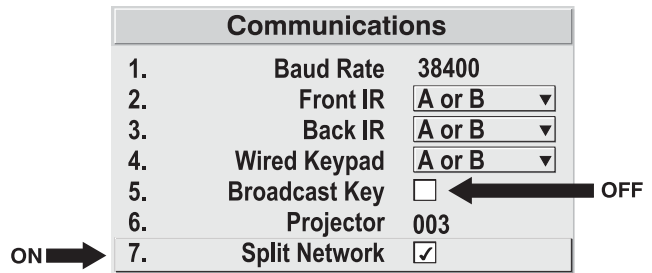 Communications
1. Baud Rate 38400
2. Front IR A or B
3. Back IR A or B
4. Wired Keypad A or B
5. Broadcast Key OFF
6. Projector 003
ON 7. Split Network